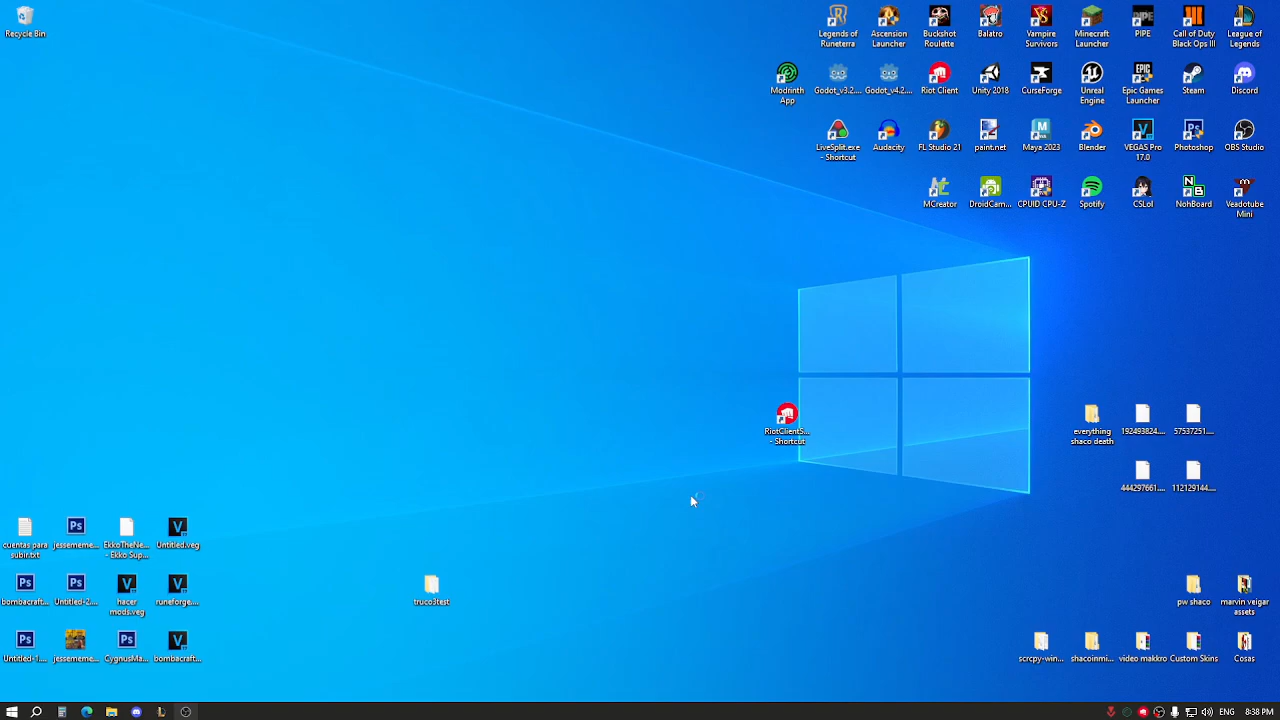 Recycle Bin
Legends of
Runeterra
Ascension
Launcher
Buckshot
Roulette
Balatro
Vampire
Survivors
Minecraft
Launcher
PIPE
PIPE
Call of Duty
Black Ops III
League of
Legends
Modrinth
App
Godot_v3.2....
Godot_v4.2....
Riot Client
Unity 2018
CurseForge
Unreal
Engine
Epic Games
Launcher
Steam
Discord
LiveSplit.exe
- Shortcut
Audacity
FL Studio 21
paint.net
Maya 2023
Blender
VEGAS Pro
17.0
Photoshop
OBS Studio
MCreator
DroidCam...
CPUID CPU-Z
Spotify
CSLol
NohBoard
Veadotube
Mini
RiotClientS...
- Shortcut
everything
shaco death
192493824....
57537251....
444297661....
112129144....
cuentas para
subir.txt
jessememe...
EkkoTheNe...
- Ekko Sup...
Untitled.veg
bombacraft...
Untitled-2....
hacer
mods.veg
runeforge....
truco3test
pw shaco
marvin veigar
assets
Untitled-1....
jessememe...
CygnusMa...
bombacraft...
scrcpy-win...
shacoinmi...
video makkro
Custom Skins
Cosas
ENG
8:38 PM